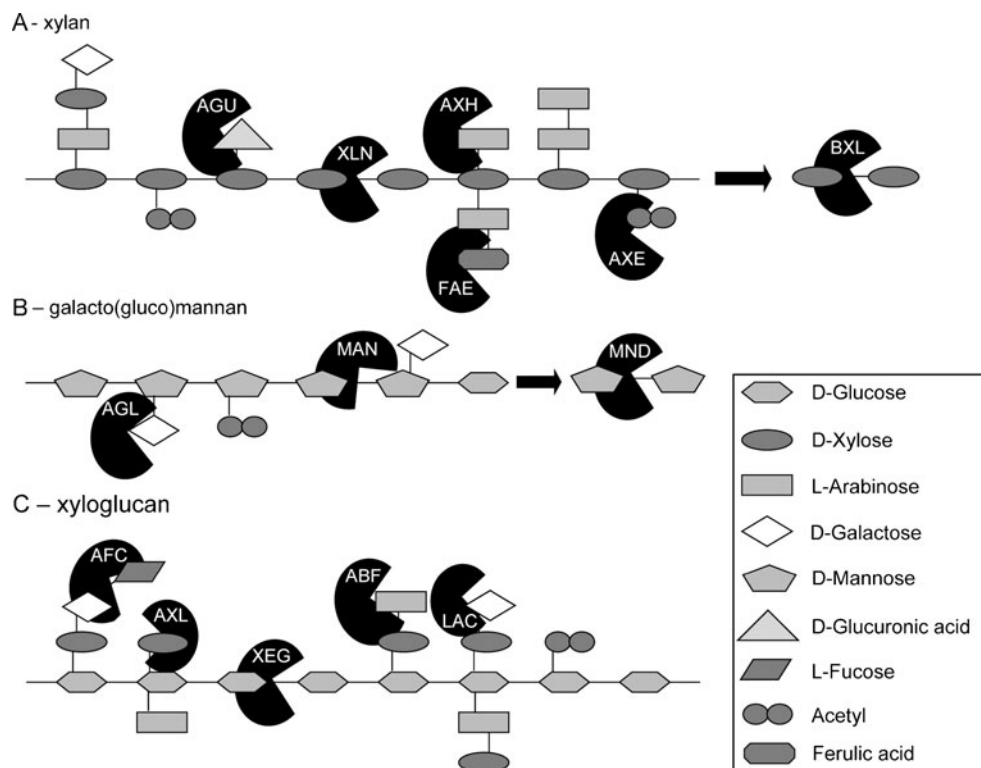 A - xylan
AGU
AXH
XLN
BXL
FAE
AXE
B – galacto(gluco)mannan
MAN
MND
AGL
C – xyloglucan
AFC
AXL
XEG
ABF
LAC
D-Glucose
D-Xylose
L-Arabinose
D-Galactose
D-Mannose
D-Glucuronic acid
L-Fucose
Acetyl
Ferulic acid